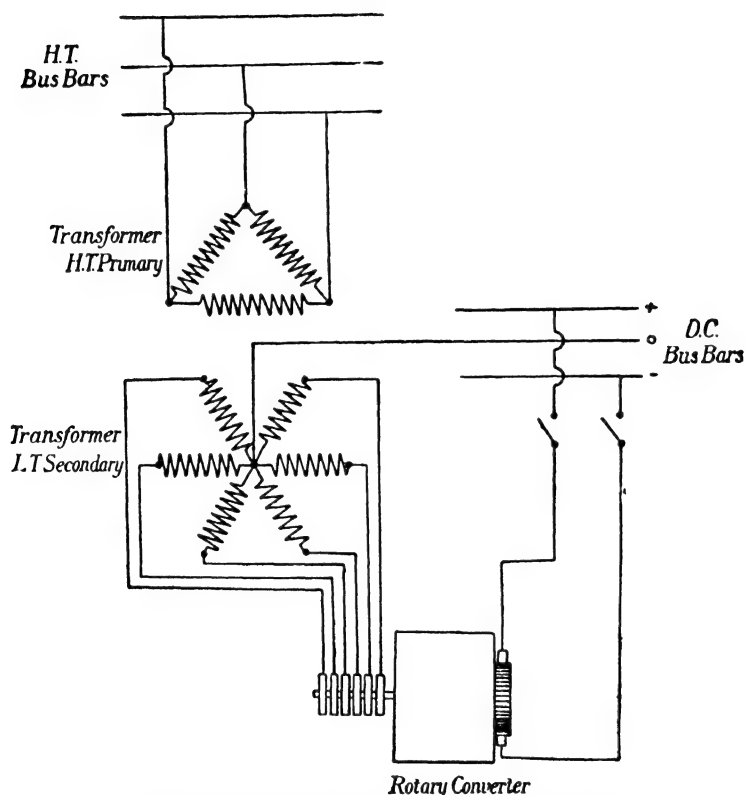 H.T.
Bus Bars
Transformer
H.T. Primary
+
o
-
D.C.
Bus Bars
Transformer
L.T Secondary
Rotary Converter